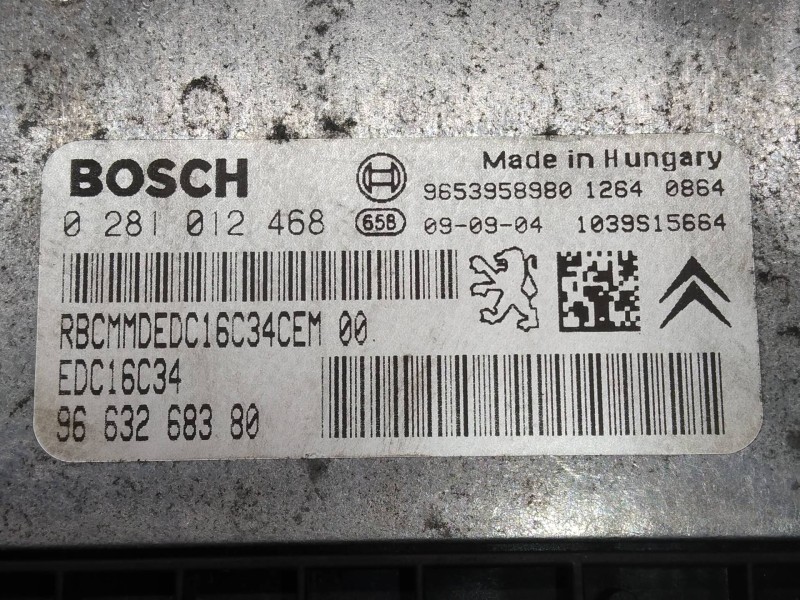 BOSCH
Made in Hungary
9653958980 1264 0864
0 281 012 468
65B
09-09-04
1039S15664
RBCMMDEDC16C34CEM 00
EDC16C34
96 632 683 80